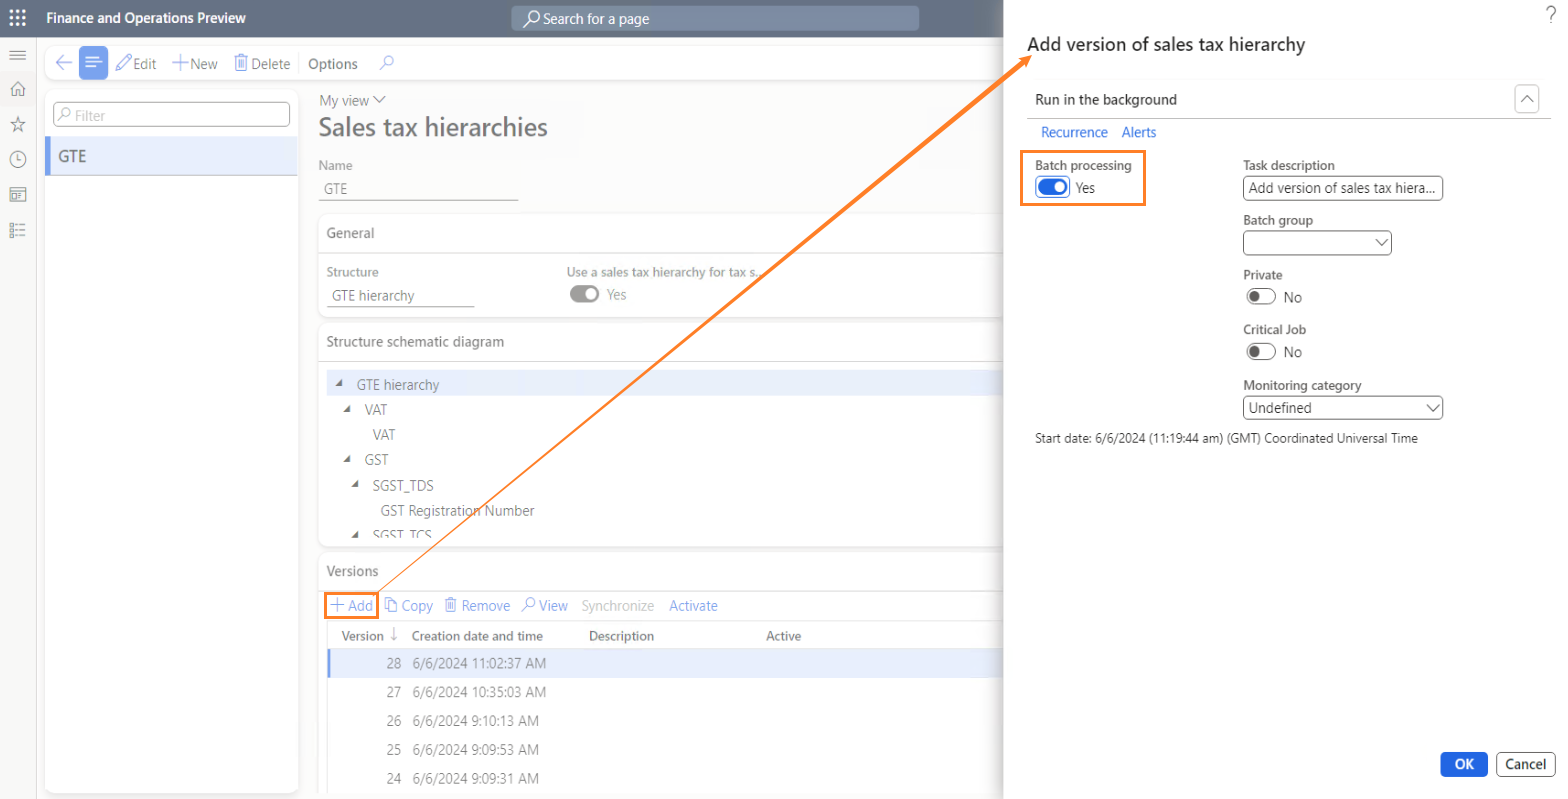 Finance and Operations Preview
Search for a page
?
Edit New Delete Options
Filter
GTE
My view
Sales tax hierarchies
Name
GTE
General
Structure
GTE hierarchy
Use a sales tax hierarchy for tax s...
Yes
Structure schematic diagram
GTE hierarchy
VAT
VAT
GST
SGST_TDS
GST Registration Number
SGST_TCS
Versions
Add Copy Remove View Synchronize Activate
Version Creation date and time Description Active
28 6/6/2024 11:02:37 AM
27 6/6/2024 10:35:03 AM
26 6/6/2024 9:10:13 AM
25 6/6/2024 9:09:53 AM
24 6/6/2024 9:09:31 AM
Add version of sales tax hierarchy
Run in the background
Recurrence Alerts
Batch processing
Yes
Task description
Add version of sales tax hiera...
Batch group
Private
No
Critical Job
No
Monitoring category
Undefined
Start date: 6/6/2024 (11:19:44 am) (GMT) Coordinated Universal Time
OK Cancel